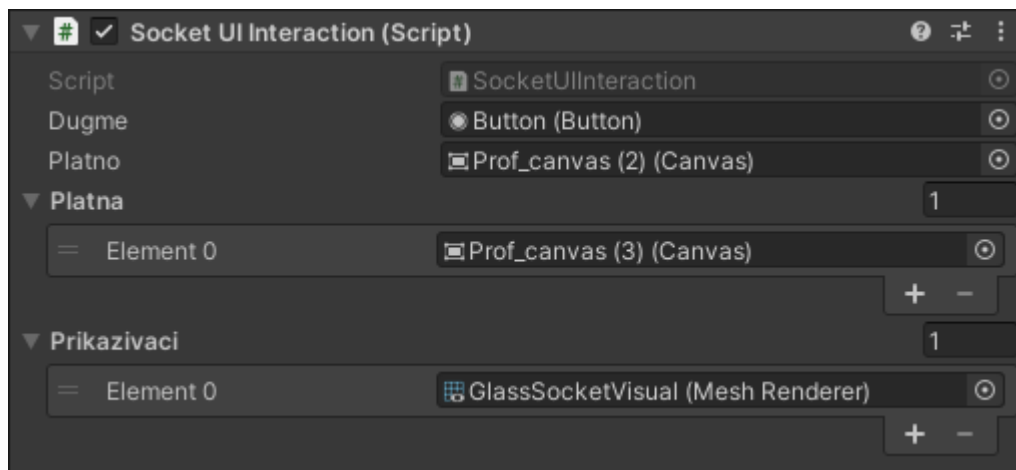 Socket UI Interaction (Script)
Script SocketUIInteraction
Dugme Button (Button)
Platno Prof_canvas (2) (Canvas)
Platna 1
Element 0 Prof_canvas (3) (Canvas)
Prikazivaci 1
Element 0 GlassSocketVisual (Mesh Renderer)